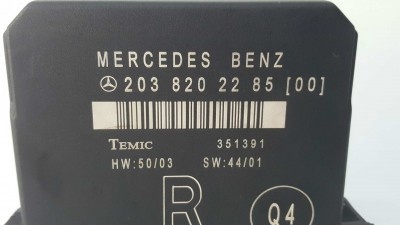 MERCEDES BENZ
203 820 22 85 [00]
TEMIC 351391
HW:50/03 SW:44/01
R Q4